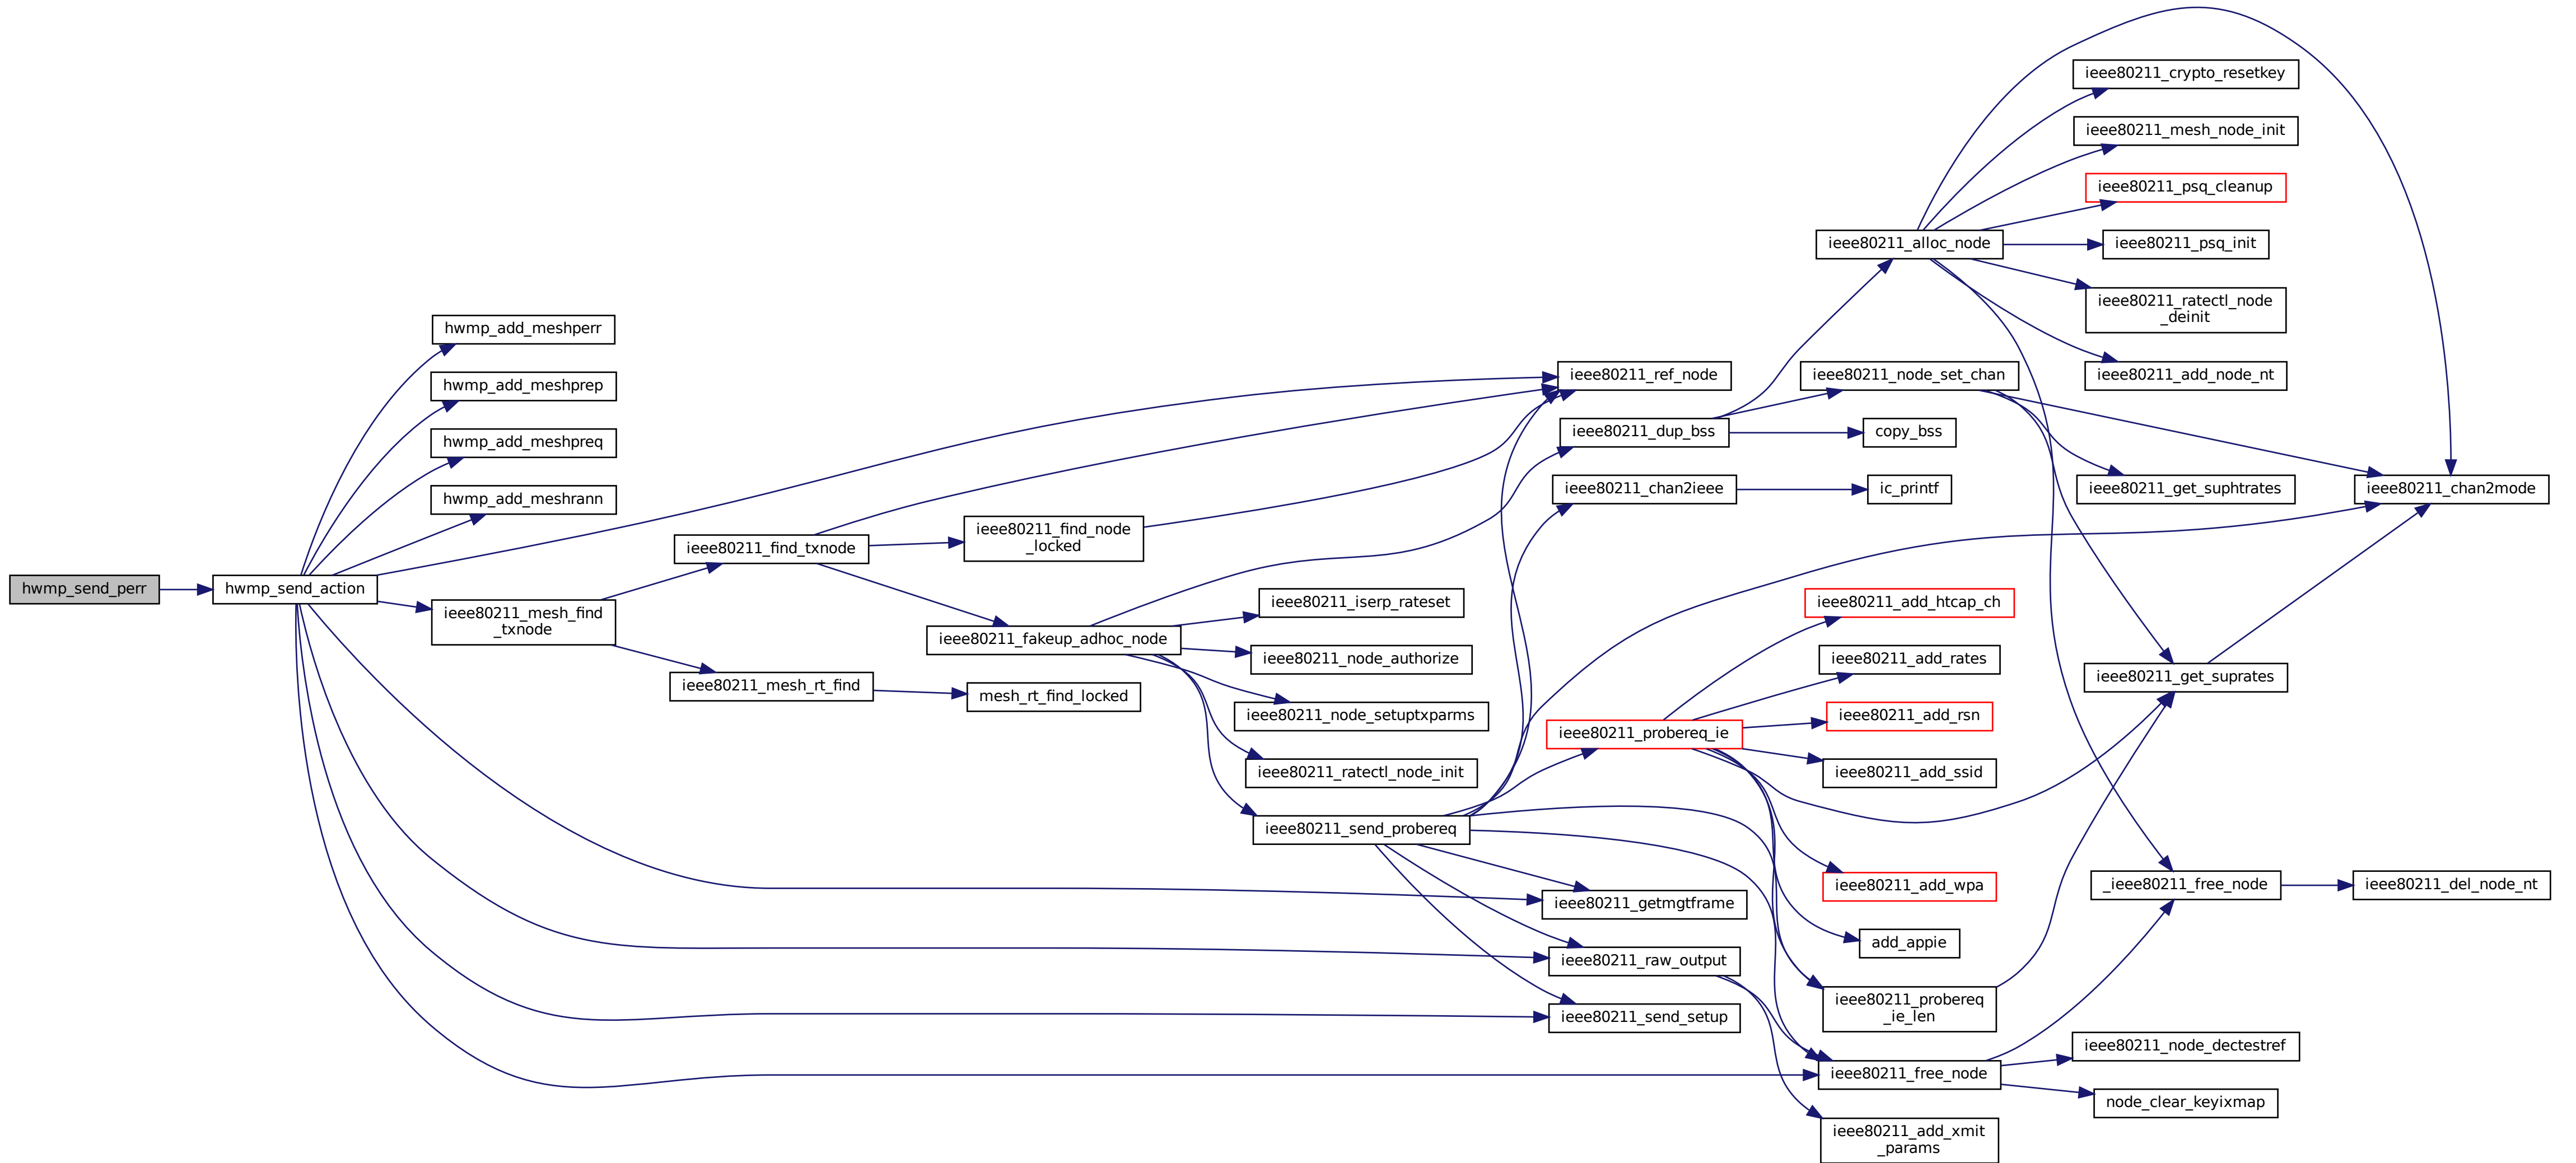 hwmp_send_perr
hwmp_send_action
hwmp_add_meshperr
hwmp_add_meshprep
hwmp_add_meshpreq
hwmp_add_meshrann
ieee80211_mesh_find
_txnode
ieee80211_find_txnode
ieee80211_mesh_rt_find
ieee80211_find_node
_locked
ieee80211_fakeup_adhoc_node
mesh_rt_find_locked
ieee80211_iserp_rateset
ieee80211_node_authorize
ieee80211_node_setuptxparms
ieee80211_ratectl_node_init
ieee80211_send_probereq
ieee80211_ref_node
ieee80211_dup_bss
ieee80211_chan2ieee
ieee80211_probereq_ie
ieee80211_getmgtframe
ieee80211_raw_output
ieee80211_send_setup
ieee80211_alloc_node
ieee80211_node_set_chan
copy_bss
ic_printf
ieee80211_add_htcap_ch
ieee80211_add_rates
ieee80211_add_rsn
ieee80211_add_ssid
ieee80211_add_wpa
add_appie
ieee80211_probereq
_ie_len
ieee80211_free_node
ieee80211_add_xmit
_params
ieee80211_crypto_resetkey
ieee80211_mesh_node_init
ieee80211_psq_cleanup
ieee80211_psq_init
ieee80211_ratectl_node
_deinit
ieee80211_add_node_nt
ieee80211_get_suphtrates
ieee80211_get_suprates
_ieee80211_free_node
ieee80211_node_dectestref
node_clear_keyixmap
ieee80211_chan2mode
ieee80211_del_node_nt